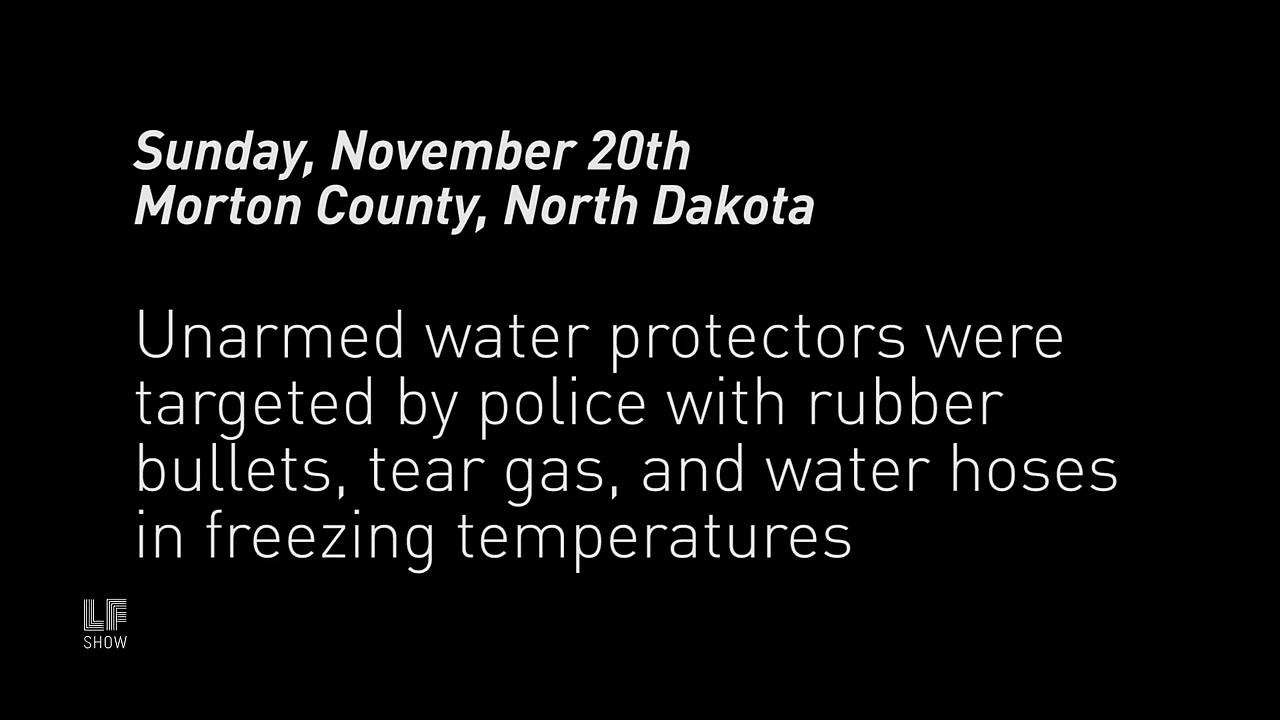 Sunday, November 20th
Morton County, North Dakota
Unarmed water protectors were
targeted by police with rubber
bullets, tear gas, and water hoses
in freezing temperatures
LF
SHOW